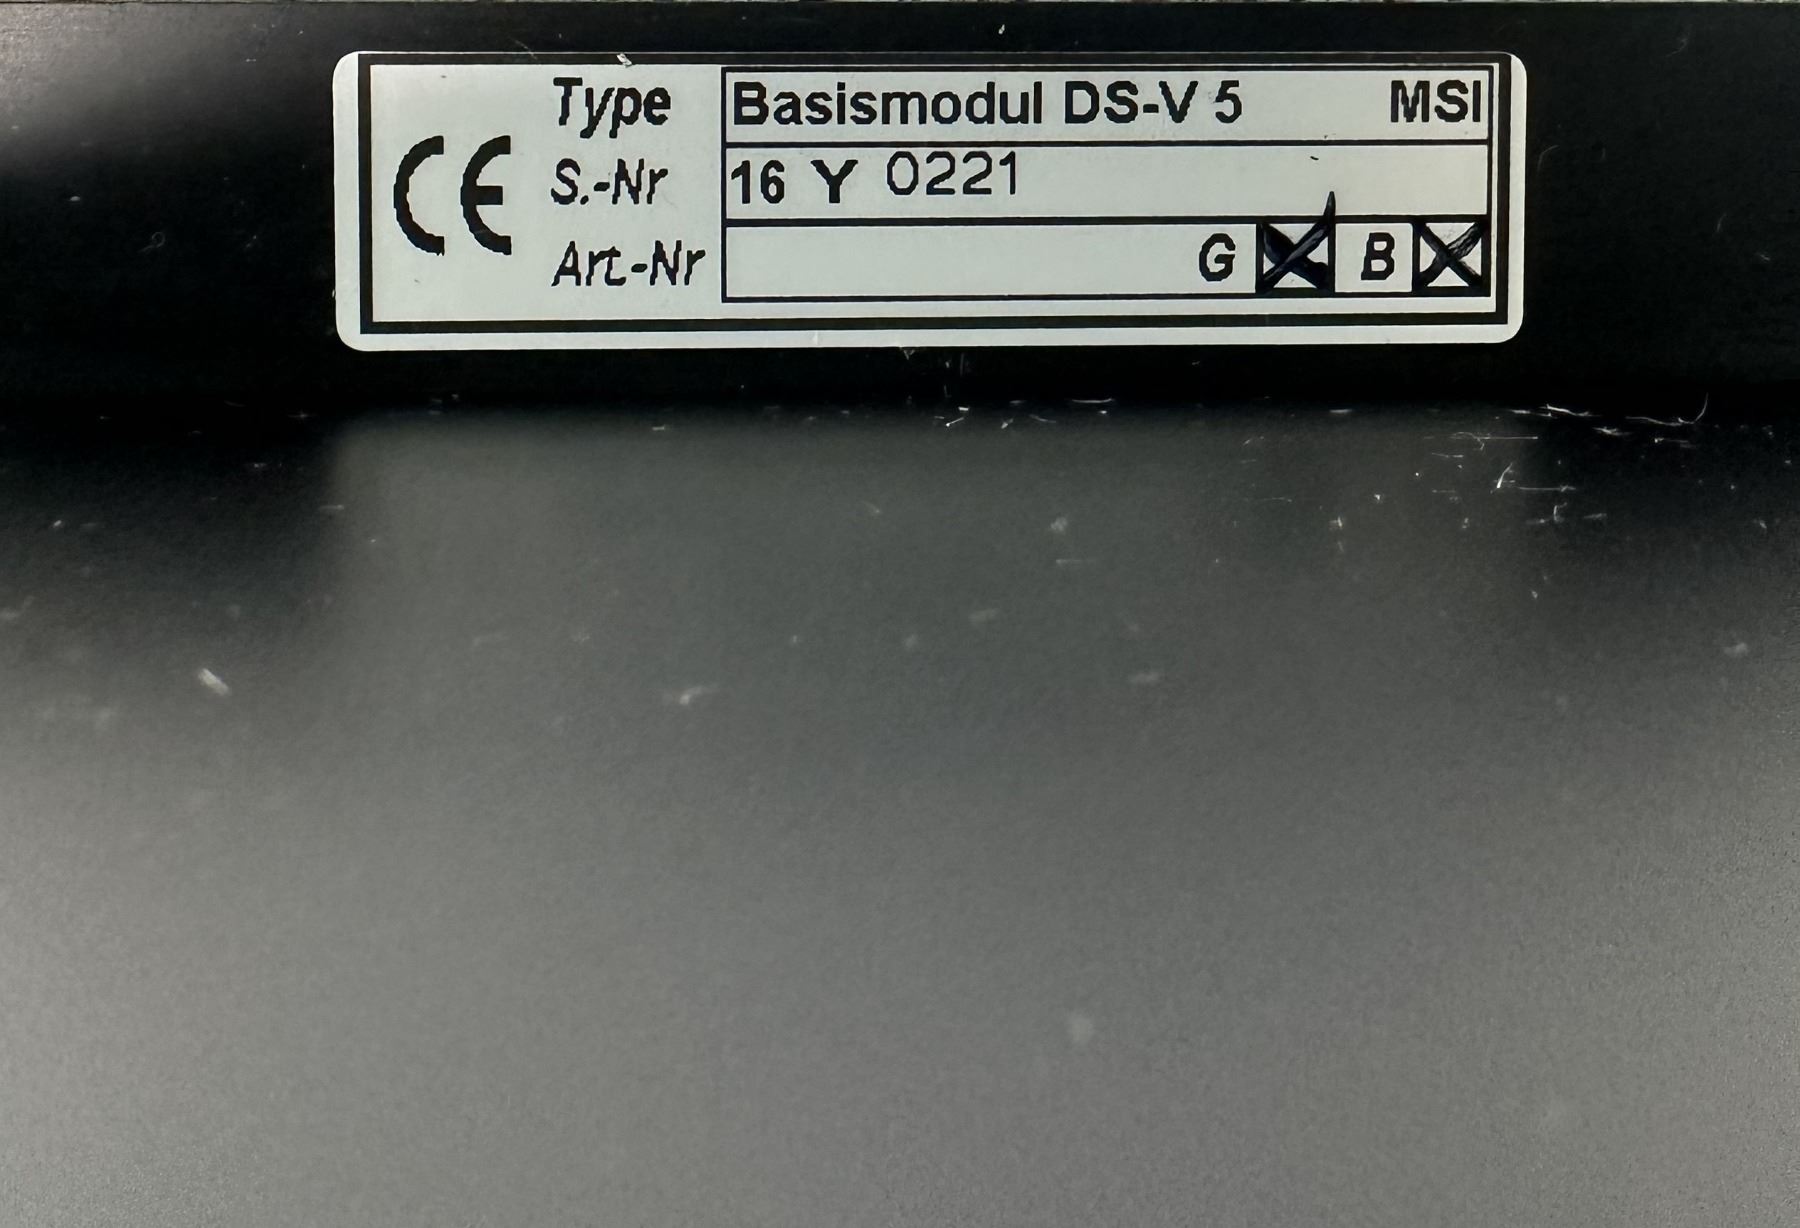 CE
Type Basismodul DS-V 5 MSI
S.-Nr 16 Y 0221
Art.-Nr G ☒ B ☒